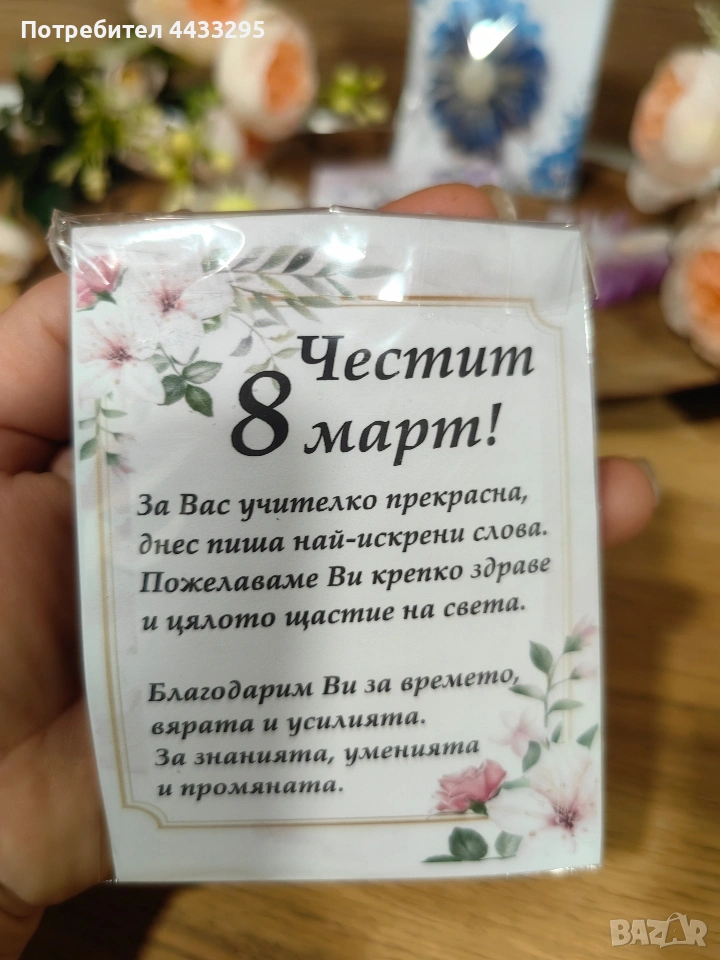 Потребител 4433295
Честит
8 март!
За Вас учителко прекрасна,
днес пиша най-искрени слова.
Пожелаваме Ви крепко здраве
и цялото щастие на света.
Благодарим Ви за времето,
вярата и усилията.
За знанията, уменията
и промяната.
BAZAR